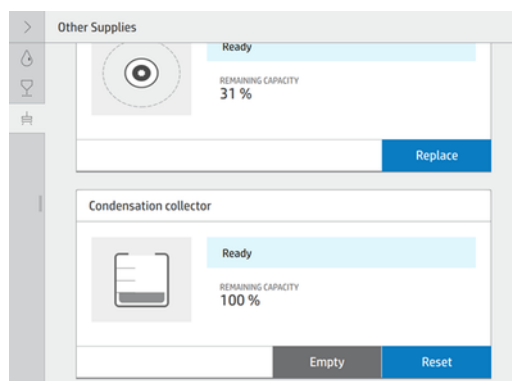 Other Supplies
Ready
REMAINING CAPACITY
31 %
Replace
Condensation collector
Ready
REMAINING CAPACITY
100 %
Empty
Reset